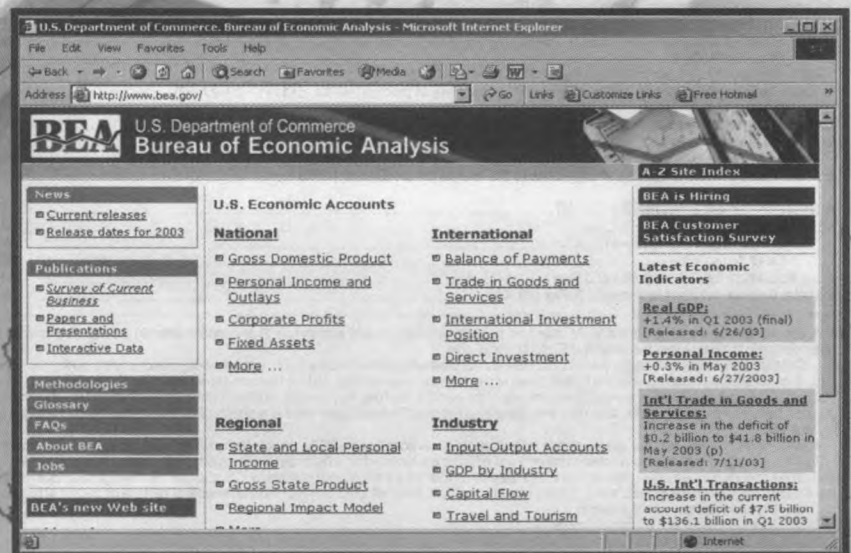 U.S. Department of Commerce. Bureau of Economic Analysis - Microsoft Internet Explorer
File Edit View Favorites Tools Help
Back Search Favorites Media
Address http://www.bea.gov/ Go Links Customize Links Free Hotmail »
BEA U.S. Department of Commerce
Bureau of Economic Analysis
A-Z Site Index
News
Current releases
Release dates for 2003
Publications
Survey of Current
Business
Papers and
Presentations
Interactive Data
Methodologies
Glossary
FAQs
About BEA
Jobs
BEA's new Web site
U.S. Economic Accounts
National
Gross Domestic Product
Personal Income and
Outlays
Corporate Profits
Fixed Assets
More ...
International
Balance of Payments
Trade in Goods and
Services
International Investment
Position
Direct Investment
More ...
Regional
State and Local Personal
Income
Gross State Product
Regional Impact Model
Industry
Input-Output Accounts
GDP by Industry
Capital Flow
Travel and Tourism
BEA is Hiring
BEA Customer
Satisfaction Survey
Latest Economic
Indicators
Real GDP:
+1.4% in Q1 2003 (final)
[Released: 6/26/03]
Personal Income:
+0.3% in May 2003
[Released: 6/27/2003]
Int'l Trade in Goods and
Services:
Increase in the deficit of
$0.2 billion to $41.8 billion in
May 2003 (p)
[Released: 7/11/03]
U.S. Int'l Transactions:
Increase in the current
account deficit of $7.5 billion
to $136.1 billion in Q1 2003
Internet